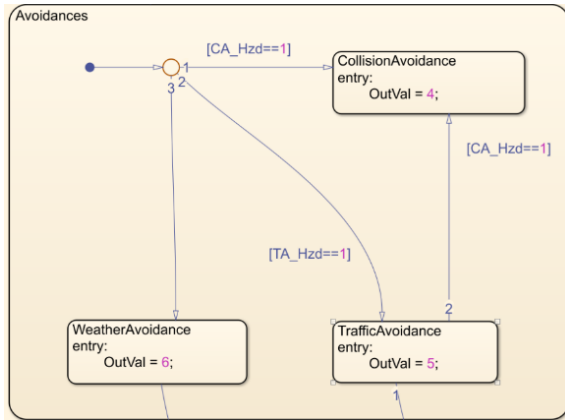 Avoidances
[CA_Hzd==1]
1
2
3
CollisionAvoidance
entry:
OutVal = 4;
[CA_Hzd==1]
[TA_Hzd==1]
2
WeatherAvoidance
entry:
OutVal = 6;
TrafficAvoidance
entry:
OutVal = 5;
1